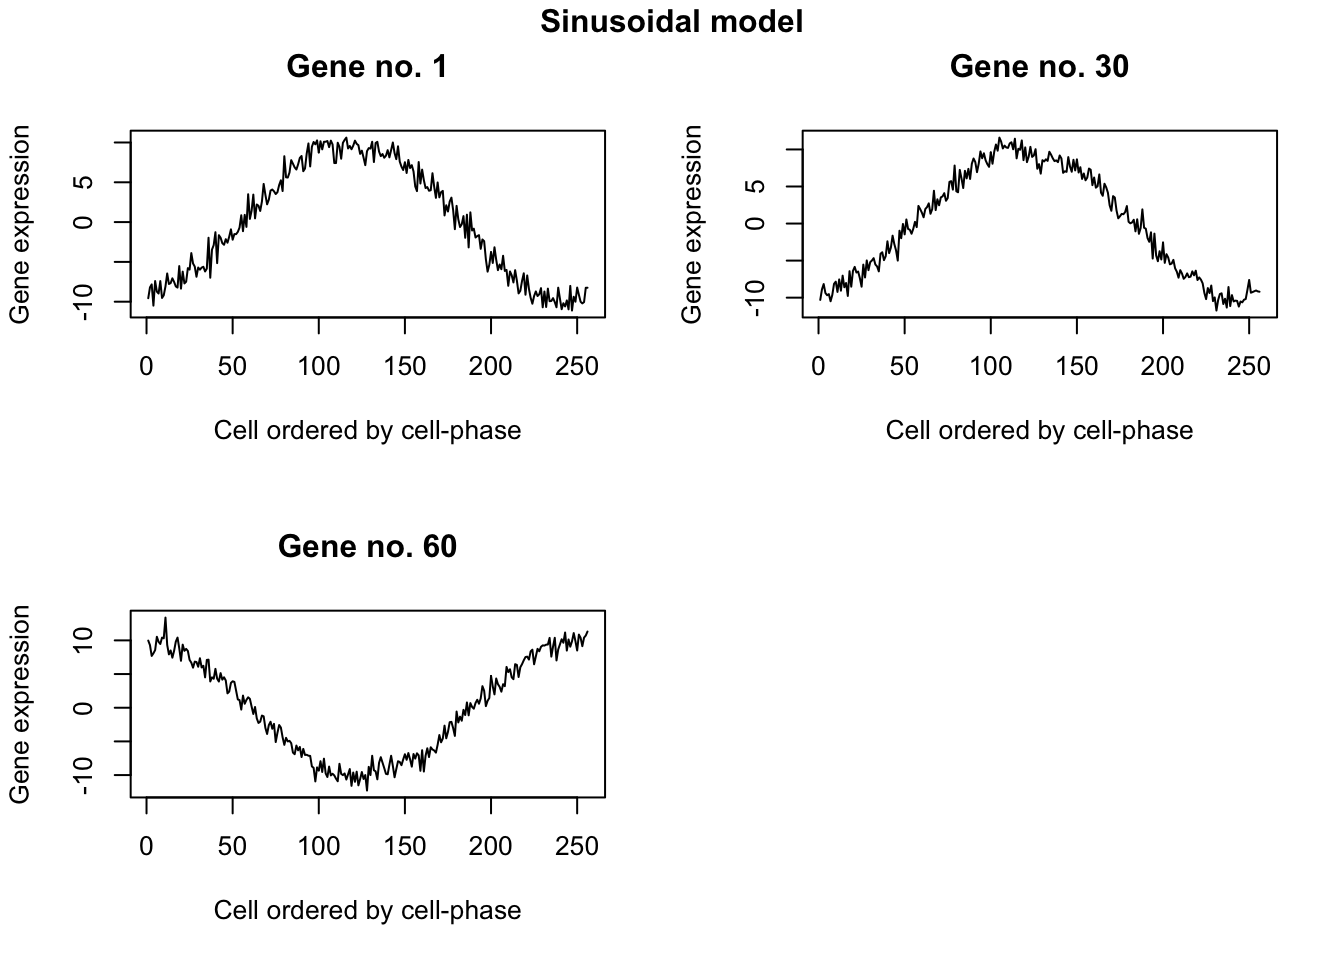 Sinusoidal model
Gene no. 1
Gene expression
5
0
-10
0 50 100 150 200 250
Cell ordered by cell-phase
Gene no. 30
Gene expression
5
0
-10
0 50 100 150 200 250
Cell ordered by cell-phase
Gene no. 60
Gene expression
10
0
-10
0 50 100 150 200 250
Cell ordered by cell-phase